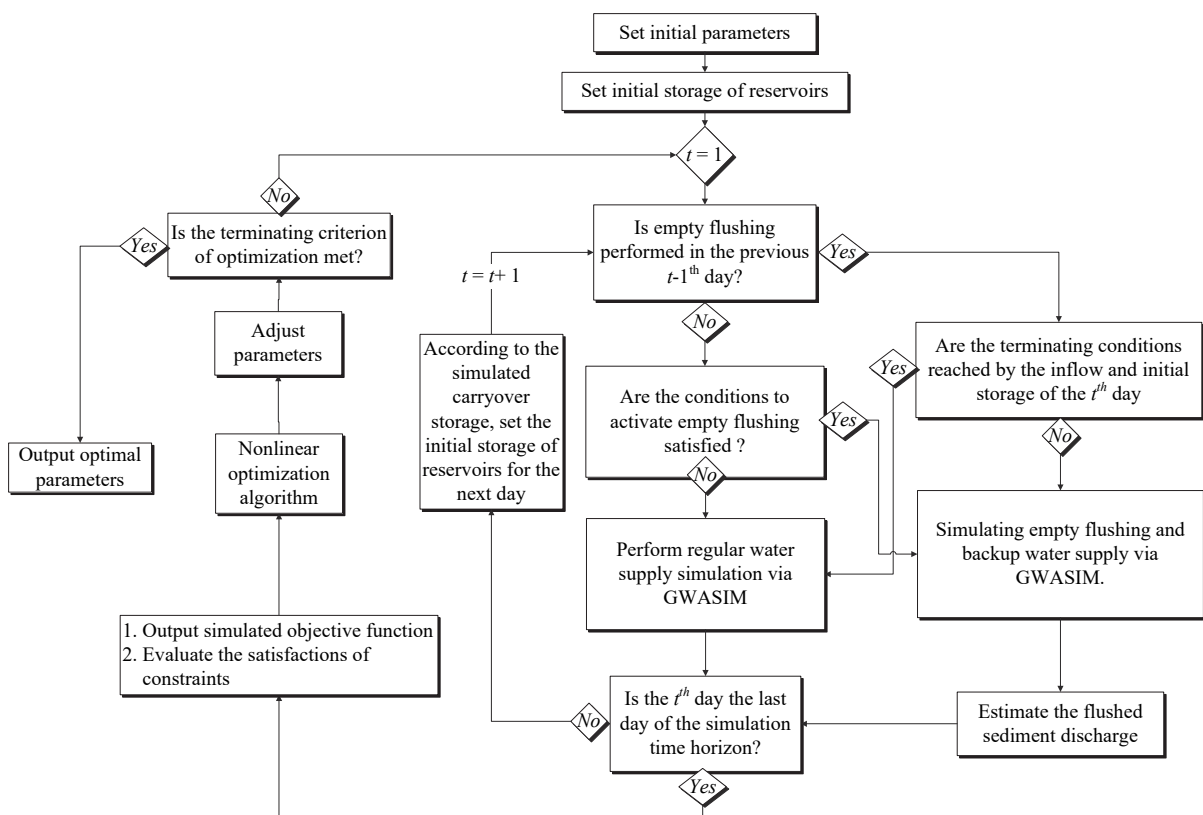 Set initial parameters
Set initial storage of reservoirs
t = 1
No
Is the terminating criterion
of optimization met?
Yes
Is empty flushing
performed in the previous
t-1th day?
Yes
t = t+ 1
No
Adjust
parameters
According to the
simulated
carryover
storage, set the
initial storage of
reservoirs for the
next day
Are the terminating conditions
reached by the inflow and initial
storage of the tth day
Yes
No
Are the conditions to
activate empty flushing
satisfied ?
Yes
No
Output optimal
parameters
Nonlinear
optimization
algorithm
Perform regular water
supply simulation via
GWASIM
Simulating empty flushing and
backup water supply via
GWASIM.
1. Output simulated objective function
2. Evaluate the satisfactions of
constraints
Is the tth day the last
day of the simulation
time horizon?
No
Estimate the flushed
sediment discharge
Yes